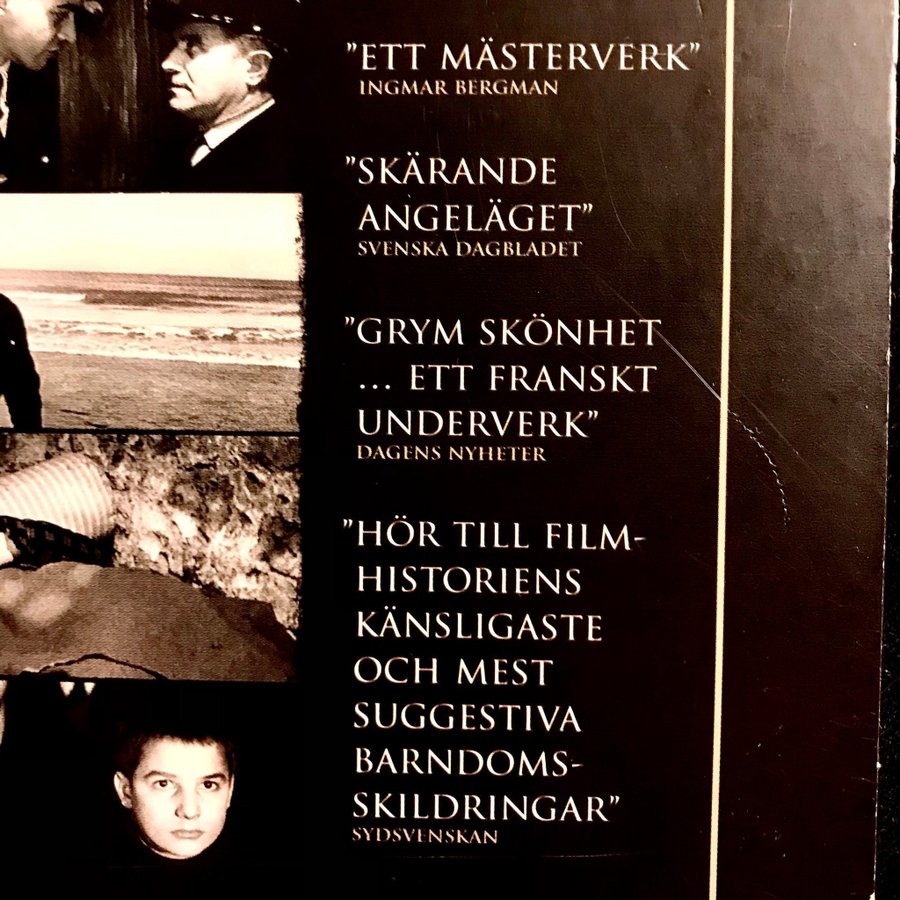 ”ETT MÄSTERVERK”
INGMAR BERGMAN
”SKÄRANDE
ANGELÄGET”
SVENSKA DAGBLADET
”GRYM SKÖNHET
... ETT FRANSKT
UNDERVERK”
DAGENS NYHETER
”HÖR TILL FILM-
HISTORIENS
KÄNSLIGASTE
OCH MEST
SUGGESTIVA
BARNDOMS-
SKILDRINGAR”
SYDSVENSKAN